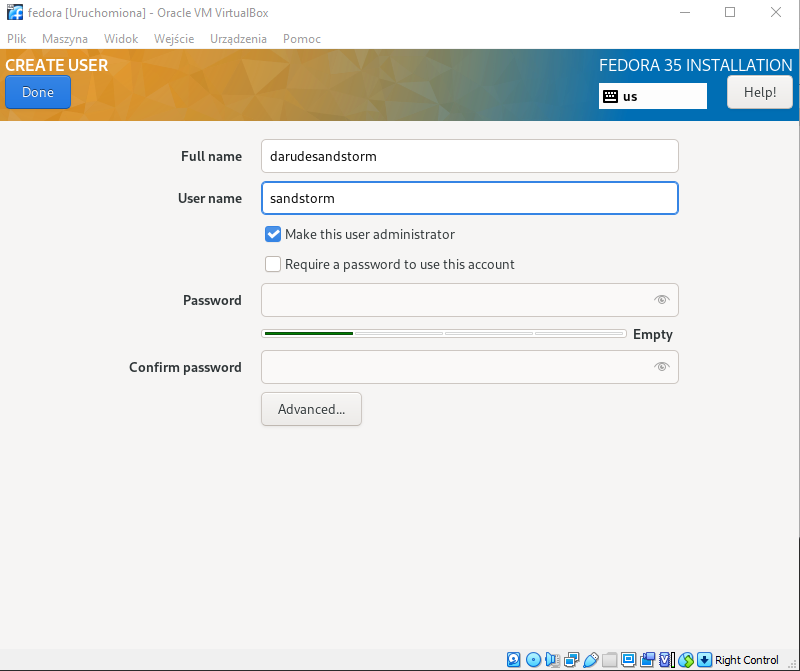 fedora [Uruchomiona] - Oracle VM VirtualBox
Plik Maszyna Widok Wejście Urządzenia Pomoc
CREATE USER
FEDORA 35 INSTALLATION
Done
us
Help!
Full name
darudesandstorm
User name
sandstorm
Make this user administrator
Require a password to use this account
Password
Empty
Confirm password
Advanced...
Right Control